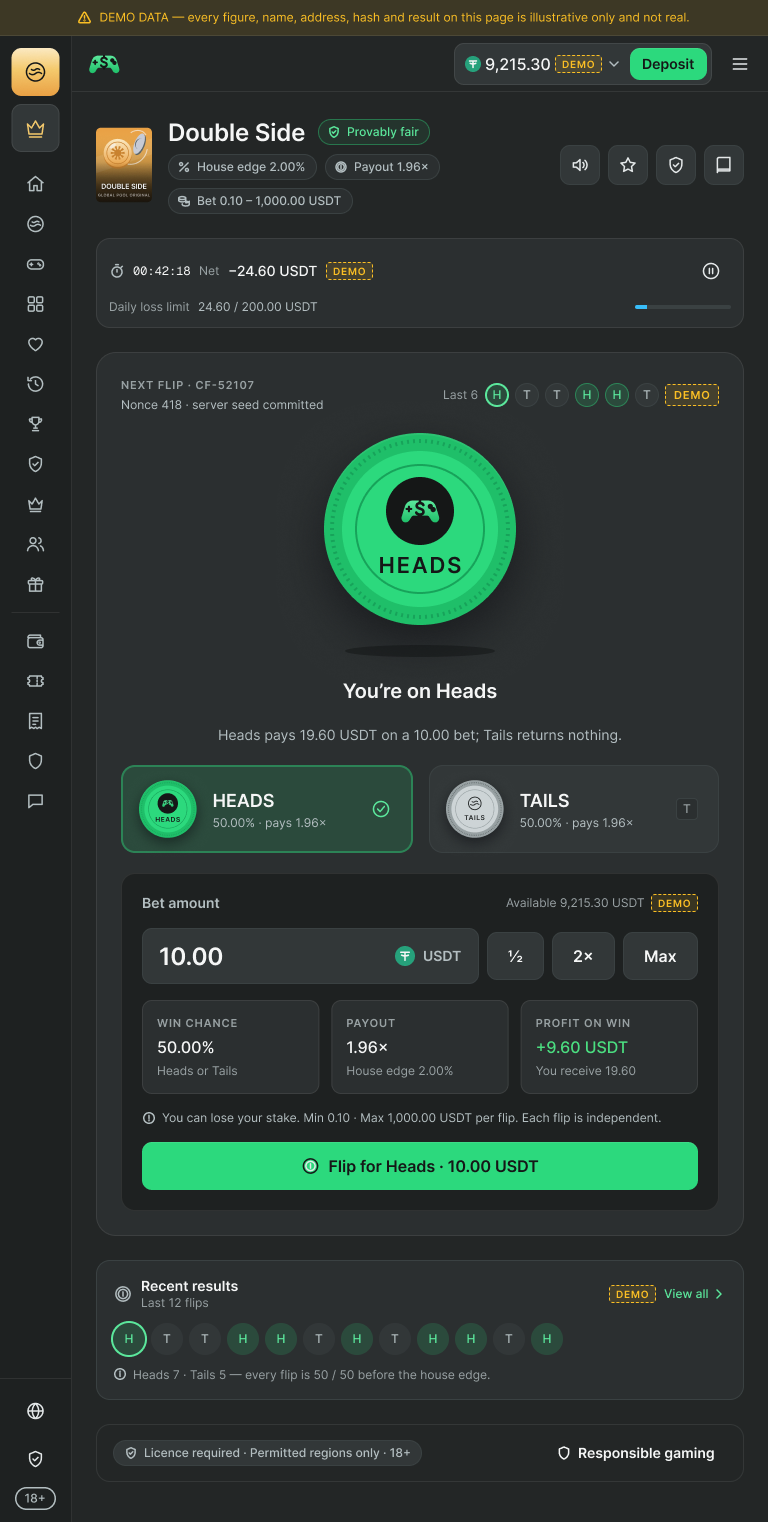 DEMO DATA — every figure, name, address, hash and result on this page is illustrative only and not real.
9,215.30 DEMO
Deposit
Double Side
Provably fair
DOUBLE SIDE
GLOBAL POOL ORIGINAL
House edge 2.00%
Payout 1.96×
Bet 0.10 – 1,000.00 USDT
00:42:18 Net −24.60 USDT DEMO
Daily loss limit 24.60 / 200.00 USDT
NEXT FLIP · CF-52107
Nonce 418 · server seed committed
Last 6 H T T H H T DEMO
$
HEADS
You’re on Heads
Heads pays 19.60 USDT on a 10.00 bet; Tails returns nothing.
HEADS
HEADS
50.00% · pays 1.96×
TAILS
TAILS
50.00% · pays 1.96×
T
Bet amount
Available 9,215.30 USDT DEMO
10.00 USDT
½
2×
Max
WIN CHANCE
50.00%
Heads or Tails
PAYOUT
1.96×
House edge 2.00%
PROFIT ON WIN
+9.60 USDT
You receive 19.60
You can lose your stake. Min 0.10 · Max 1,000.00 USDT per flip. Each flip is independent.
Flip for Heads · 10.00 USDT
Recent results
Last 12 flips
DEMO View all
H T T H H T H T H H T H
Heads 7 · Tails 5 — every flip is 50 / 50 before the house edge.
Licence required · Permitted regions only · 18+
Responsible gaming
18+